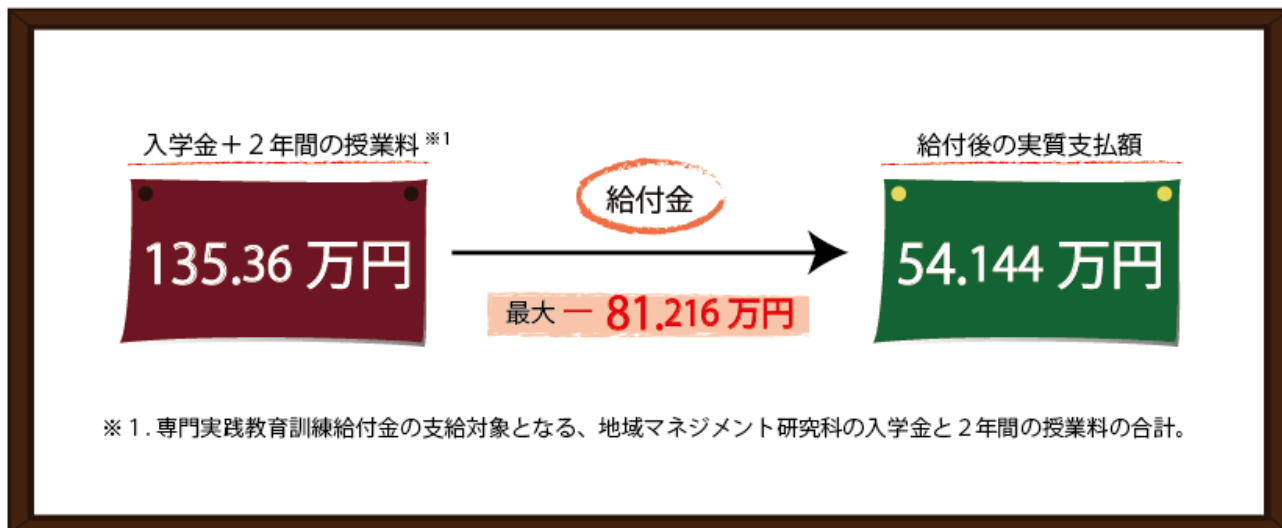 入学金+2年間の授業料 ※1
135.36 万円
給付金
最大 ー 81.216 万円
給付後の実質支払額
54.144 万円
※1.専門実践教育訓練給付金の支給対象となる、地域マネジメント研究科の入学金と2年間の授業料の合計。